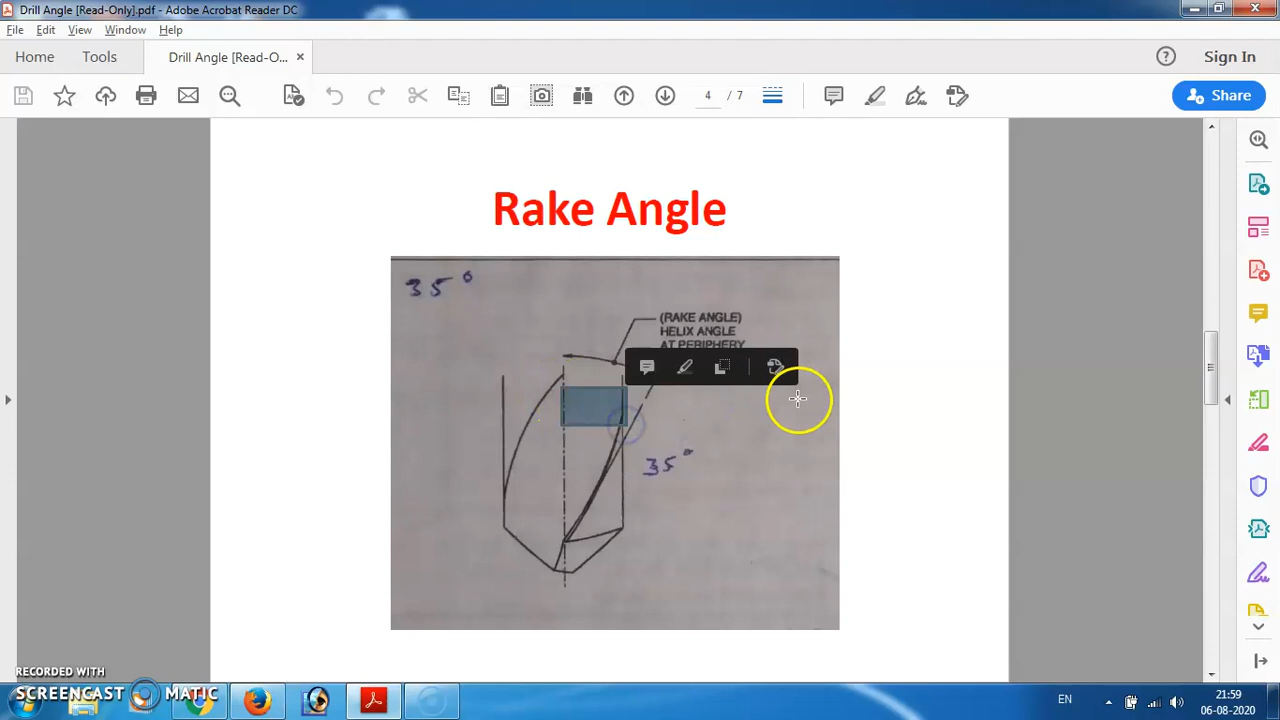 Drill Angle [Read-Only].pdf - Adobe Acrobat Reader DC
File Edit View Window Help
Home Tools Drill Angle [Read-O... × Sign In
4 / 7 Share
Rake Angle
35°
(RAKE ANGLE)
HELIX ANGLE
AT PERIPHERY
35°
RECORDED WITH
SCREENCAST MATIC
EN
21:59
06-08-2020